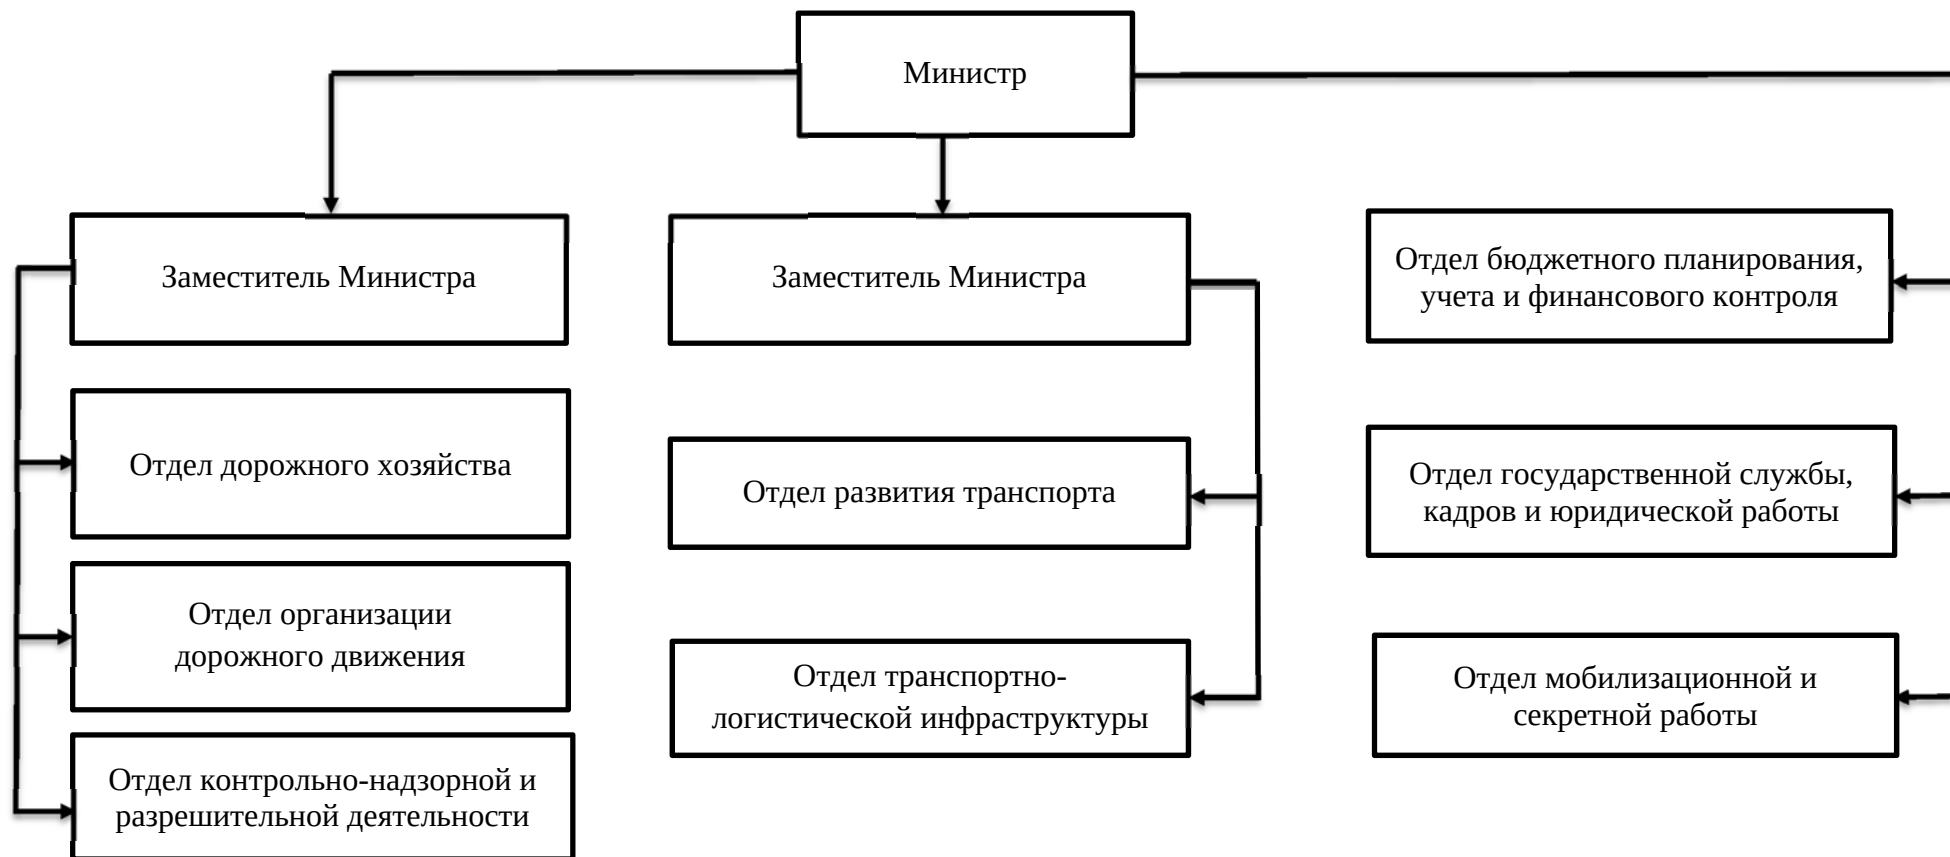 Министр
Заместитель Министра
Отдел дорожного хозяйства
Отдел организации
дорожного движения
Отдел контрольно-надзорной и
разрешительной деятельности
Заместитель Министра
Отдел развития транспорта
Отдел транспортно-
логистической инфраструктуры
Отдел бюджетного планирования,
учета и финансового контроля
Отдел государственной службы,
кадров и юридической работы
Отдел мобилизационной и
секретной работы